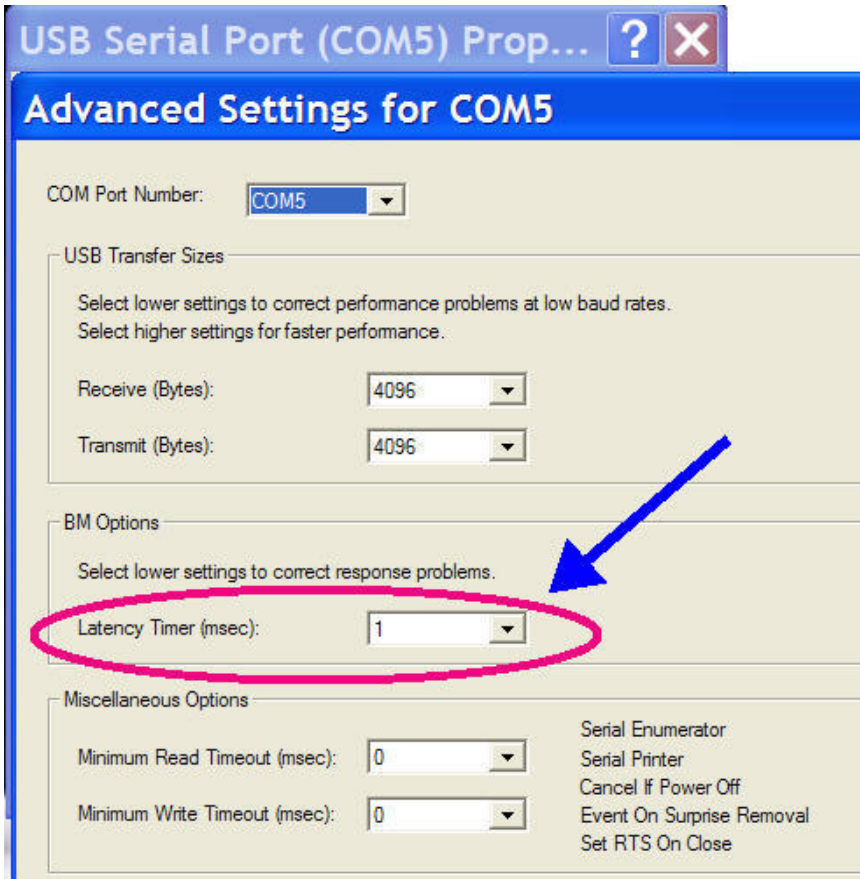 USB Serial Port (COM5) Prop...
Advanced Settings for COM5
COM Port Number: COM5
USB Transfer Sizes
Select lower settings to correct performance problems at low baud rates.
Select higher settings for faster performance.
Receive (Bytes): 4096
Transmit (Bytes): 4096
BM Options
Select lower settings to correct response problems.
Latency Timer (msec): 1
Miscellaneous Options
Minimum Read Timeout (msec): 0
Minimum Write Timeout (msec): 0
Serial Enumerator
Serial Printer
Cancel If Power Off
Event On Surprise Removal
Set RTS On Close